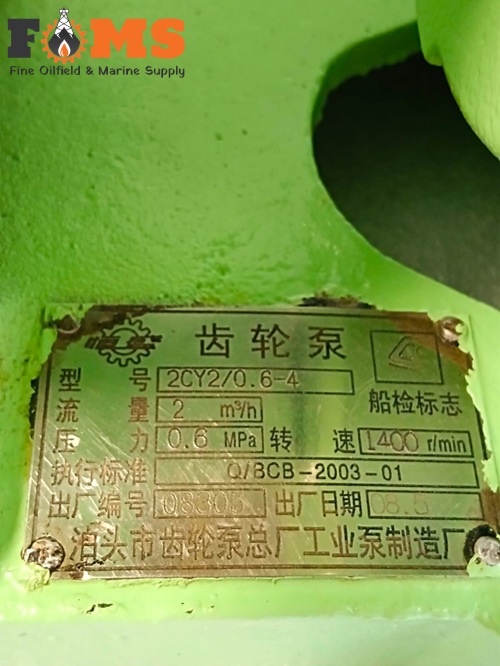 FOMS
Fine Oilfield & Marine Supply
齿轮泵
型号 2CY2/0.6-4
流量 2 m³/h 船检标志
压力 0.6 MPa 转速 1400 r/min
执行标准 Q/BCB-2003-01
出厂编号 08305 出厂日期 08.5
泊头市齿轮泵总厂工业泵制造厂